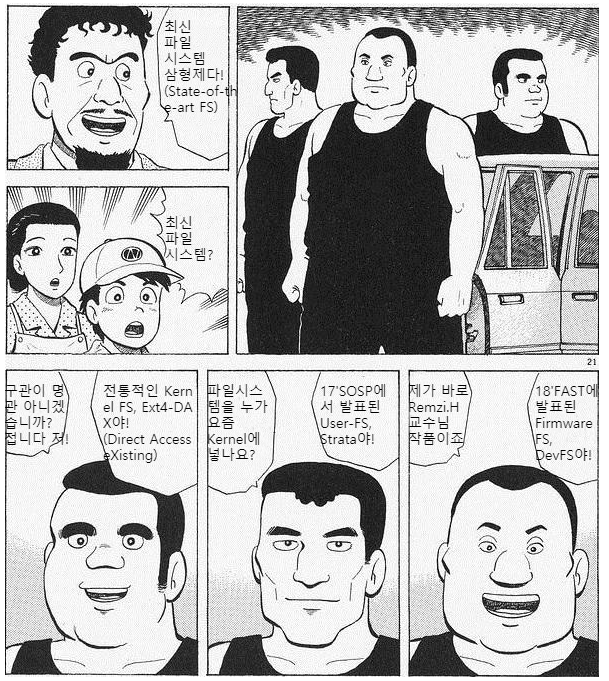 최신
파일
시스템
삼형제다!
(State-of-th
e-art FS)
최신
파일
시스템?
21
구관이 명
관 아니겠
습니까?
접니다 저!
전통적인 Kern
el FS, Ext4-DA
X야!
(Direct Access
eXisting)
파일시스
템을 누가
요즘
Kernel에
넣나요?
17'SOSP에
서 발표된
User-FS,
Strata야!
제가 바로
Remzi.H
교수님
작품이죠
18'FAST에
발표된
Firmware
FS,
DevFS야!